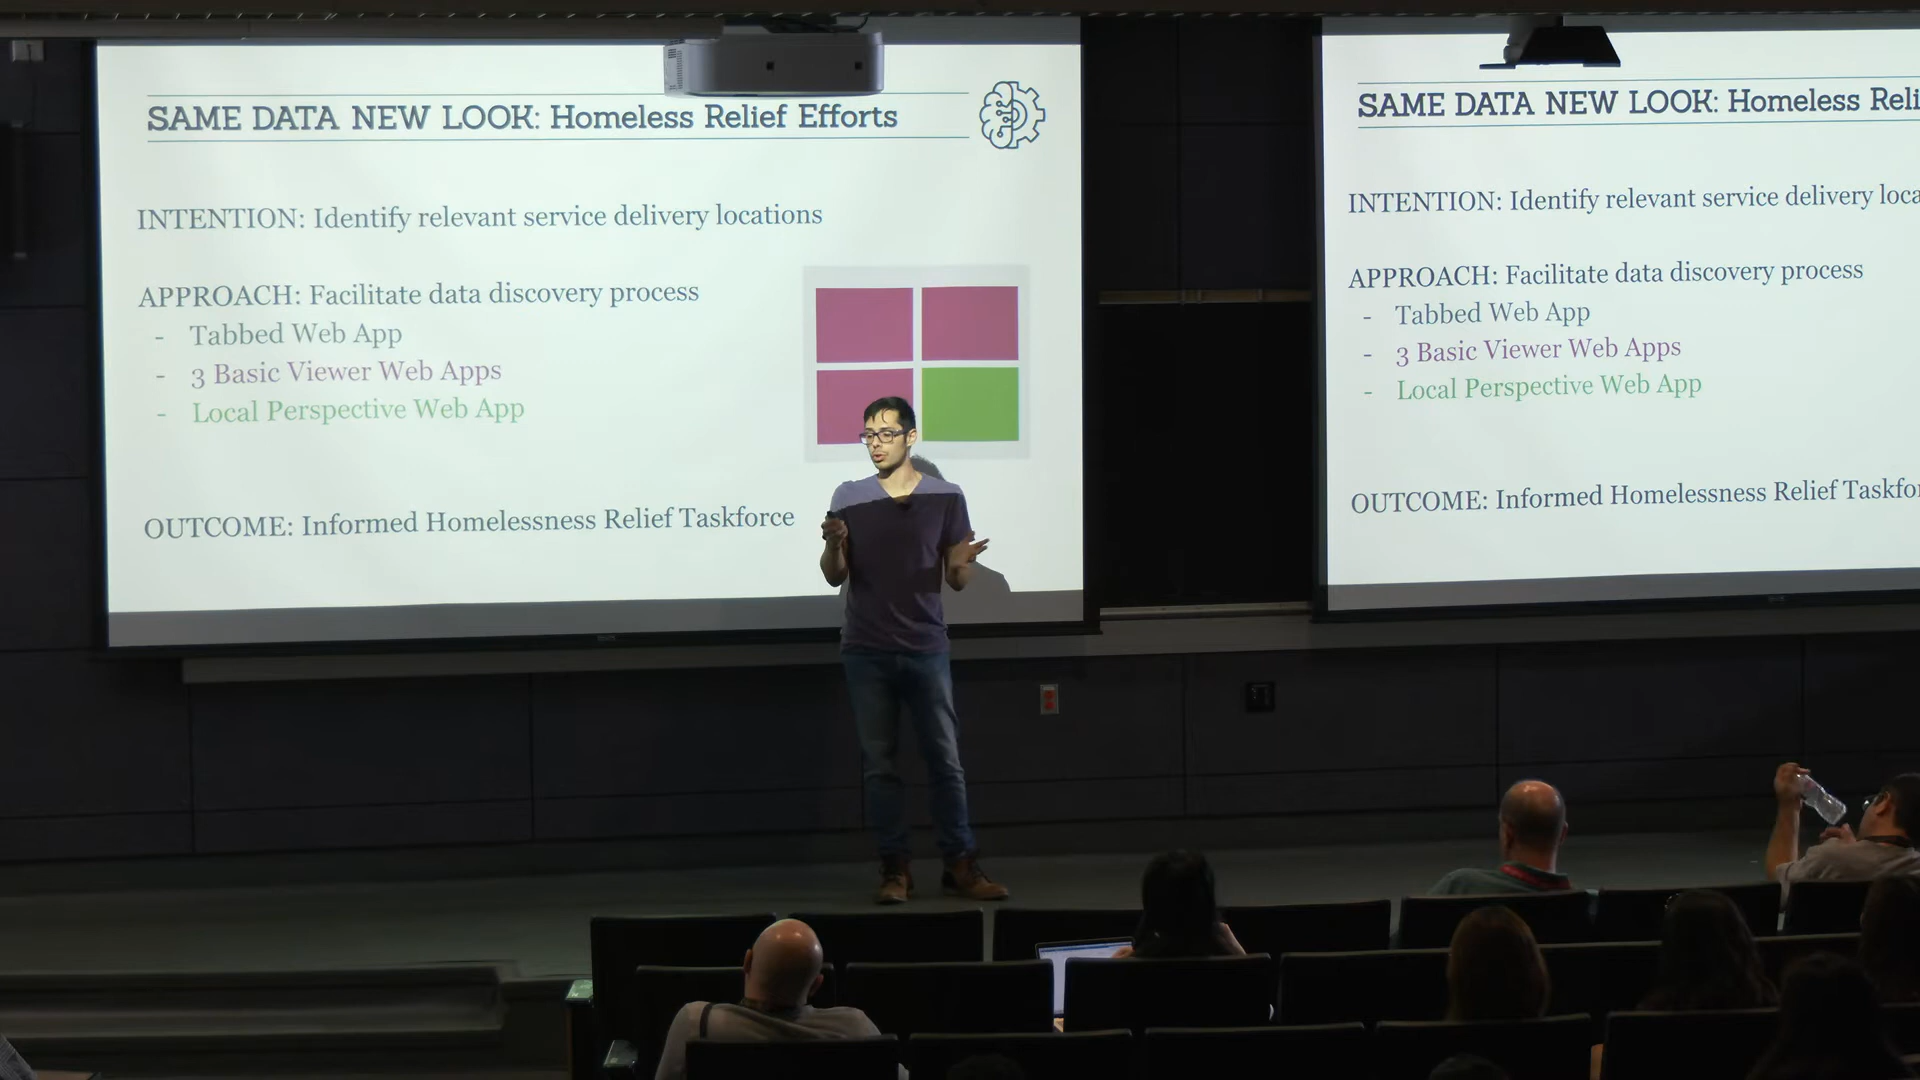 SAME DATA NEW LOOK: Homeless Relief Efforts
INTENTION: Identify relevant service delivery locations
APPROACH: Facilitate data discovery process
- Tabbed Web App
- 3 Basic Viewer Web Apps
- Local Perspective Web App
OUTCOME: Informed Homelessness Relief Taskforce
SAME DATA NEW LOOK: Homeless Reli
INTENTION: Identify relevant service delivery loca
APPROACH: Facilitate data discovery process
- Tabbed Web App
- 3 Basic Viewer Web Apps
- Local Perspective Web App
OUTCOME: Informed Homelessness Relief Taskfor